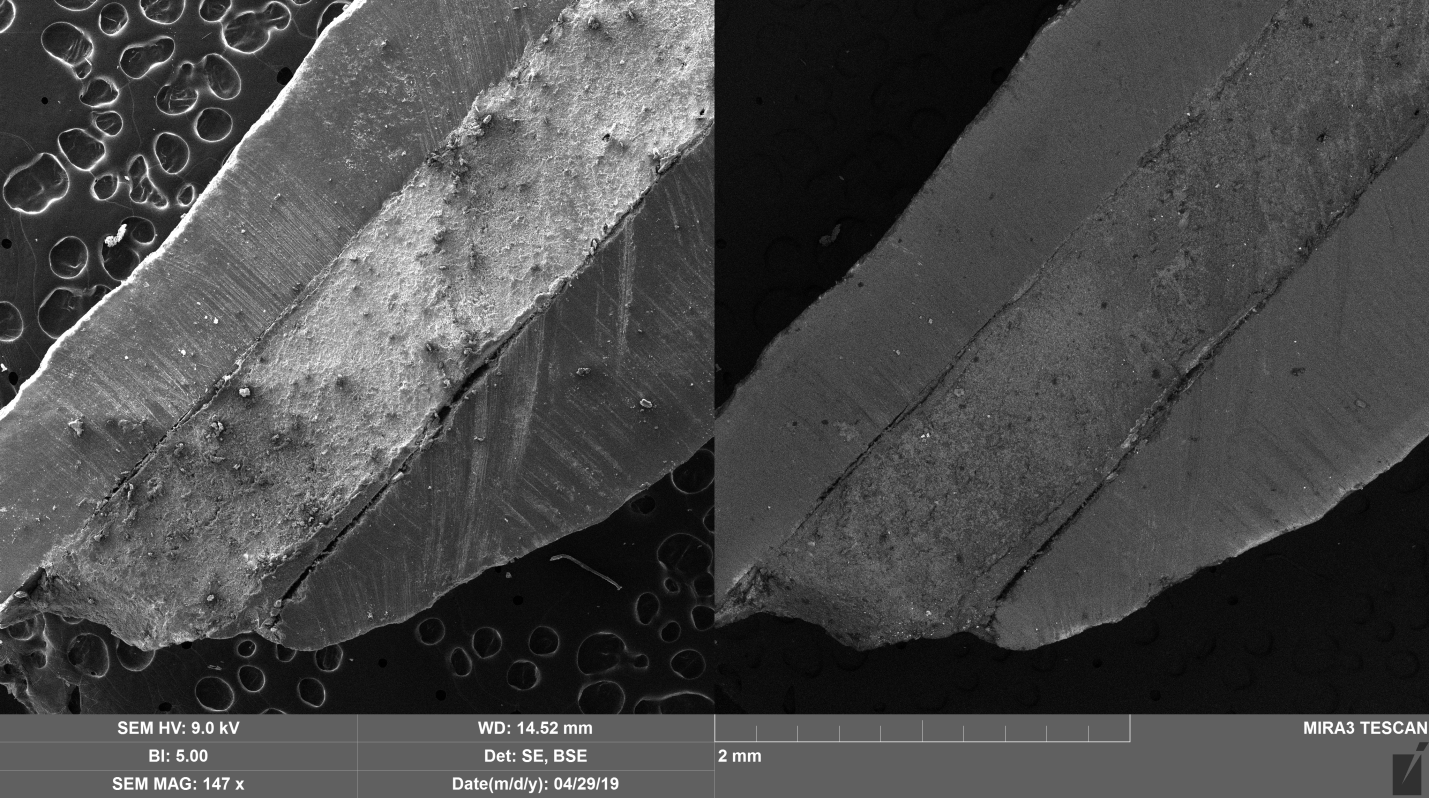 SEM HV: 9.0 kV
WD: 14.52 mm
MIRA3 TESCAN
BI: 5.00
Det: SE, BSE
2 mm
SEM MAG: 147 x
Date(m/d/y): 04/29/19